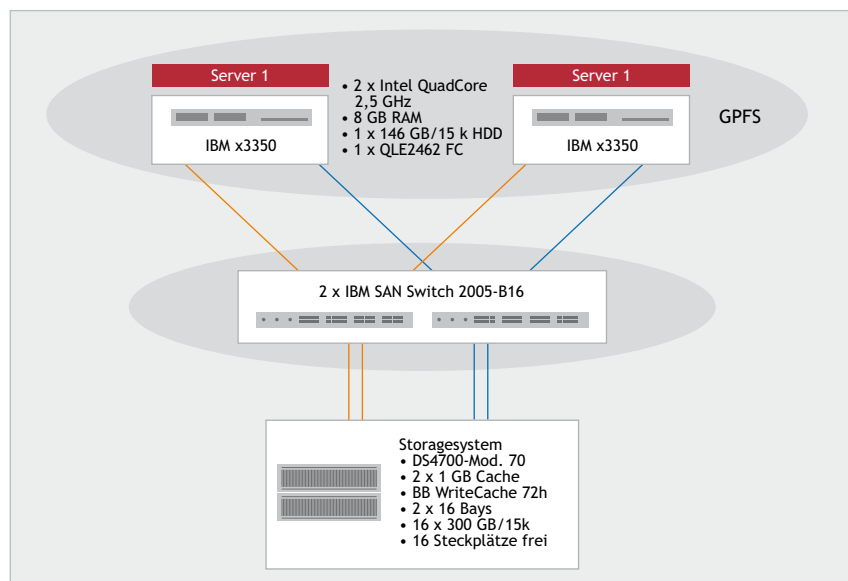 Server 1
IBM x3350
• 2 x Intel QuadCore
2,5 GHz
• 8 GB RAM
• 1 x 146 GB/15 k HDD
• 1 x QLE2462 FC
Server 1
IBM x3350
GPFS
2 x IBM SAN Switch 2005-B16
Storagesystem
• DS4700-Mod. 70
• 2 x 1 GB Cache
• BB WriteCache 72h
• 2 x 16 Bays
• 16 x 300 GB/15k
• 16 Steckplätze frei